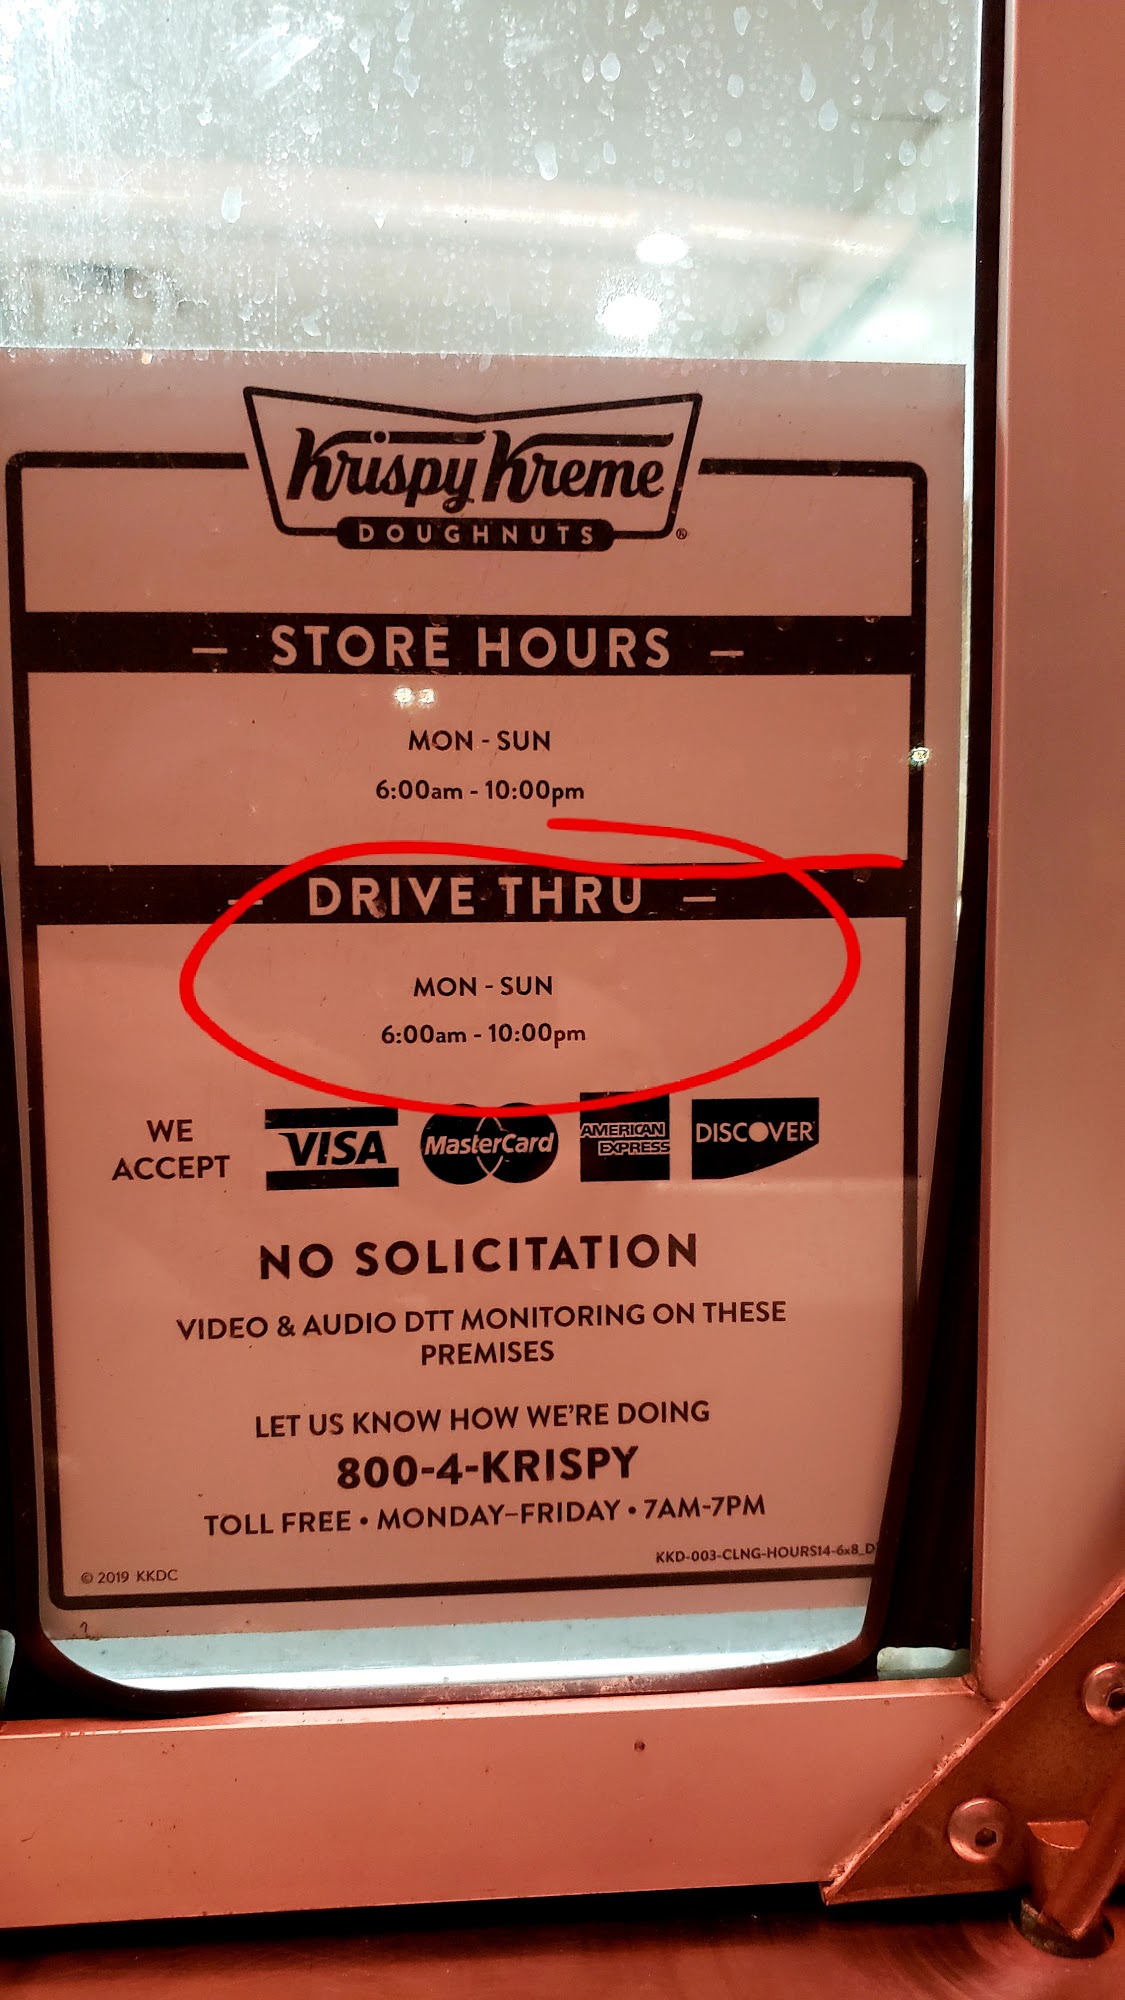 Krispy Kreme
DOUGHNUTS ®
— STORE HOURS —
MON - SUN
6:00am - 10:00pm
— DRIVE THRU —
MON - SUN
6:00am - 10:00pm
WE ACCEPT
VISA MasterCard AMERICAN EXPRESS DISCOVER
NO SOLICITATION
VIDEO & AUDIO DTT MONITORING ON THESE
PREMISES
LET US KNOW HOW WE'RE DOING
800-4-KRISPY
TOLL FREE • MONDAY–FRIDAY • 7AM-7PM
KKD-003-CLNG-HOURS14-6x8_D
© 2019 KKDC